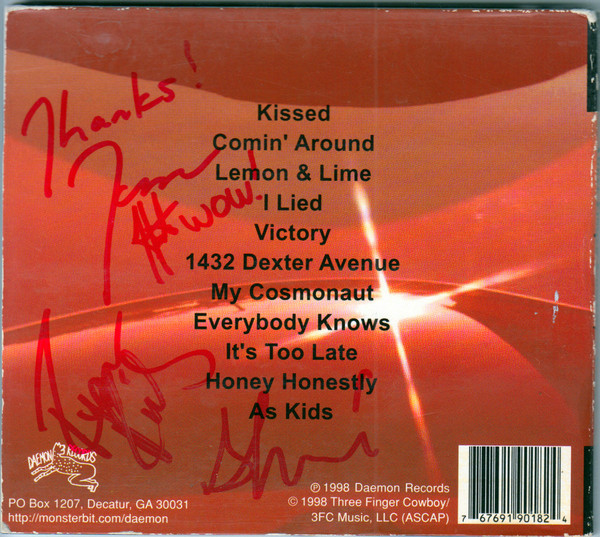 Thanks!
WOW!
Kissed
Comin' Around
Lemon & Lime
I Lied
Victory
1432 Dexter Avenue
My Cosmonaut
Everybody Knows
It's Too Late
Honey Honestly
As Kids
DAEMON RECORDS
PO Box 1207, Decatur, GA 30031
http://monsterbit.com/daemon
℗ 1998 Daemon Records
© 1998 Three Finger Cowboy/
3FC Music, LLC (ASCAP)
7 67691 90182 4